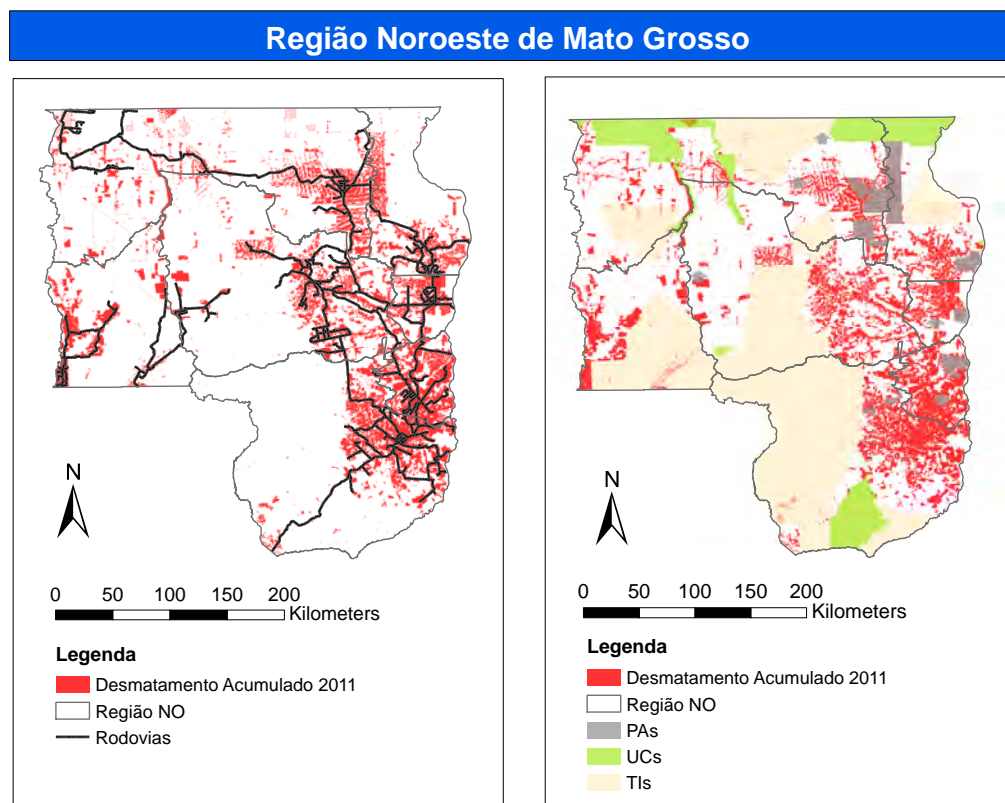 Região Noroeste de Mato Grosso
N
0 50 100 150 200
Kilometers
Legenda
Desmatamento Acumulado 2011
Região NO
Rodovias
N
0 50 100 150 200
Kilometers
Legenda
Desmatamento Acumulado 2011
Região NO
PAs
UCs
TIs